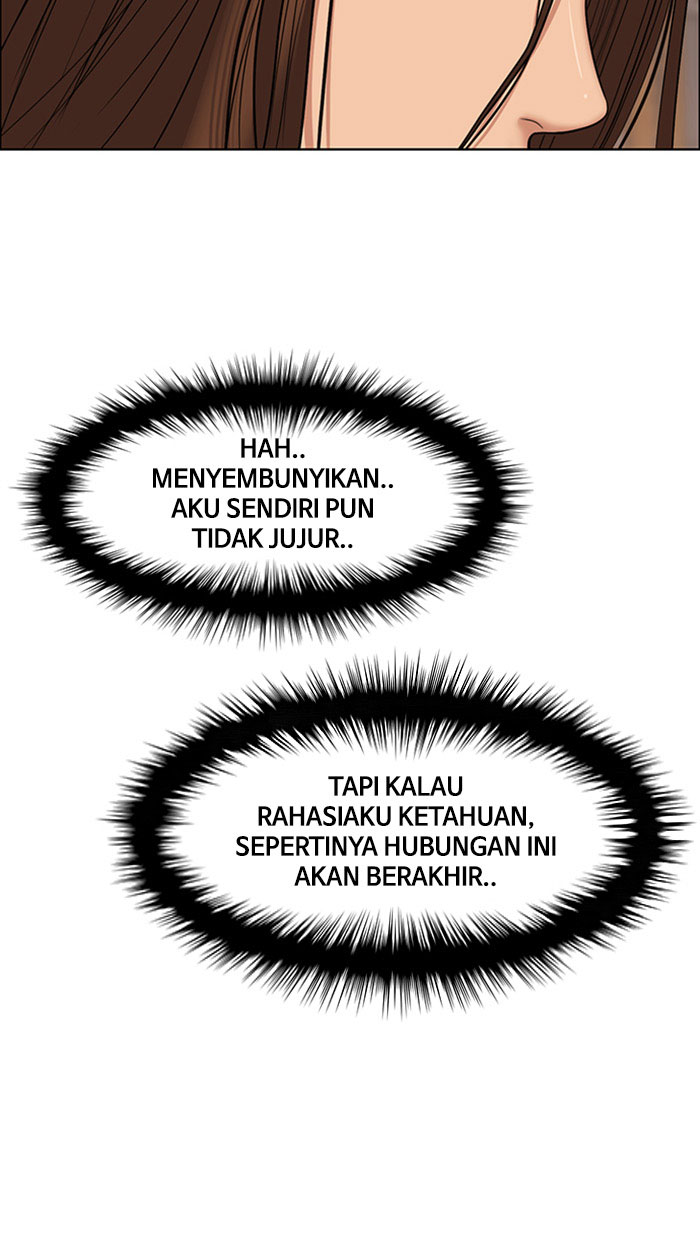 HAH..
MENYEMBUNYIKAN..
AKU SENDIRI PUN
TIDAK JUJUR..
TAPI KALAU
RAHASIAKU KETAHUAN,
SEPERTINYA HUBUNGAN INI
AKAN BERAKHIR..